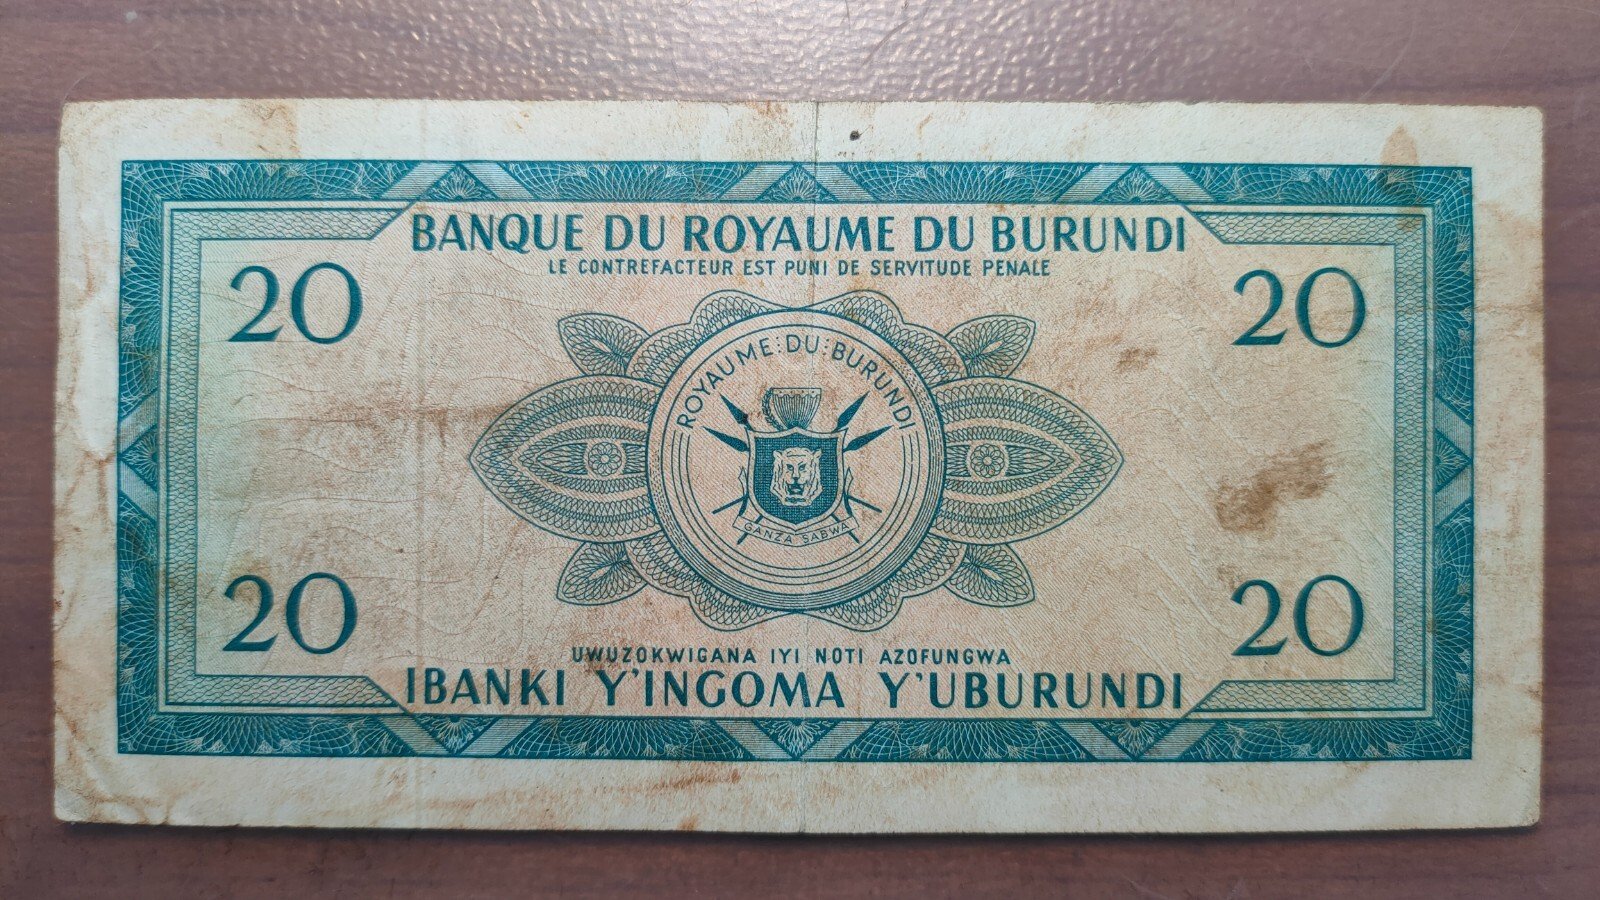 BANQUE DU ROYAUME DU BURUNDI
LE CONTREFACTEUR EST PUNI DE SERVITUDE PENALE
20 20
ROYAUME:DU:BURUNDI
GANZA SABWA
20 20
UWUZOKWIGANA IYI NOTI AZOFUNGWA
IBANKI Y'INGOMA Y'UBURUNDI